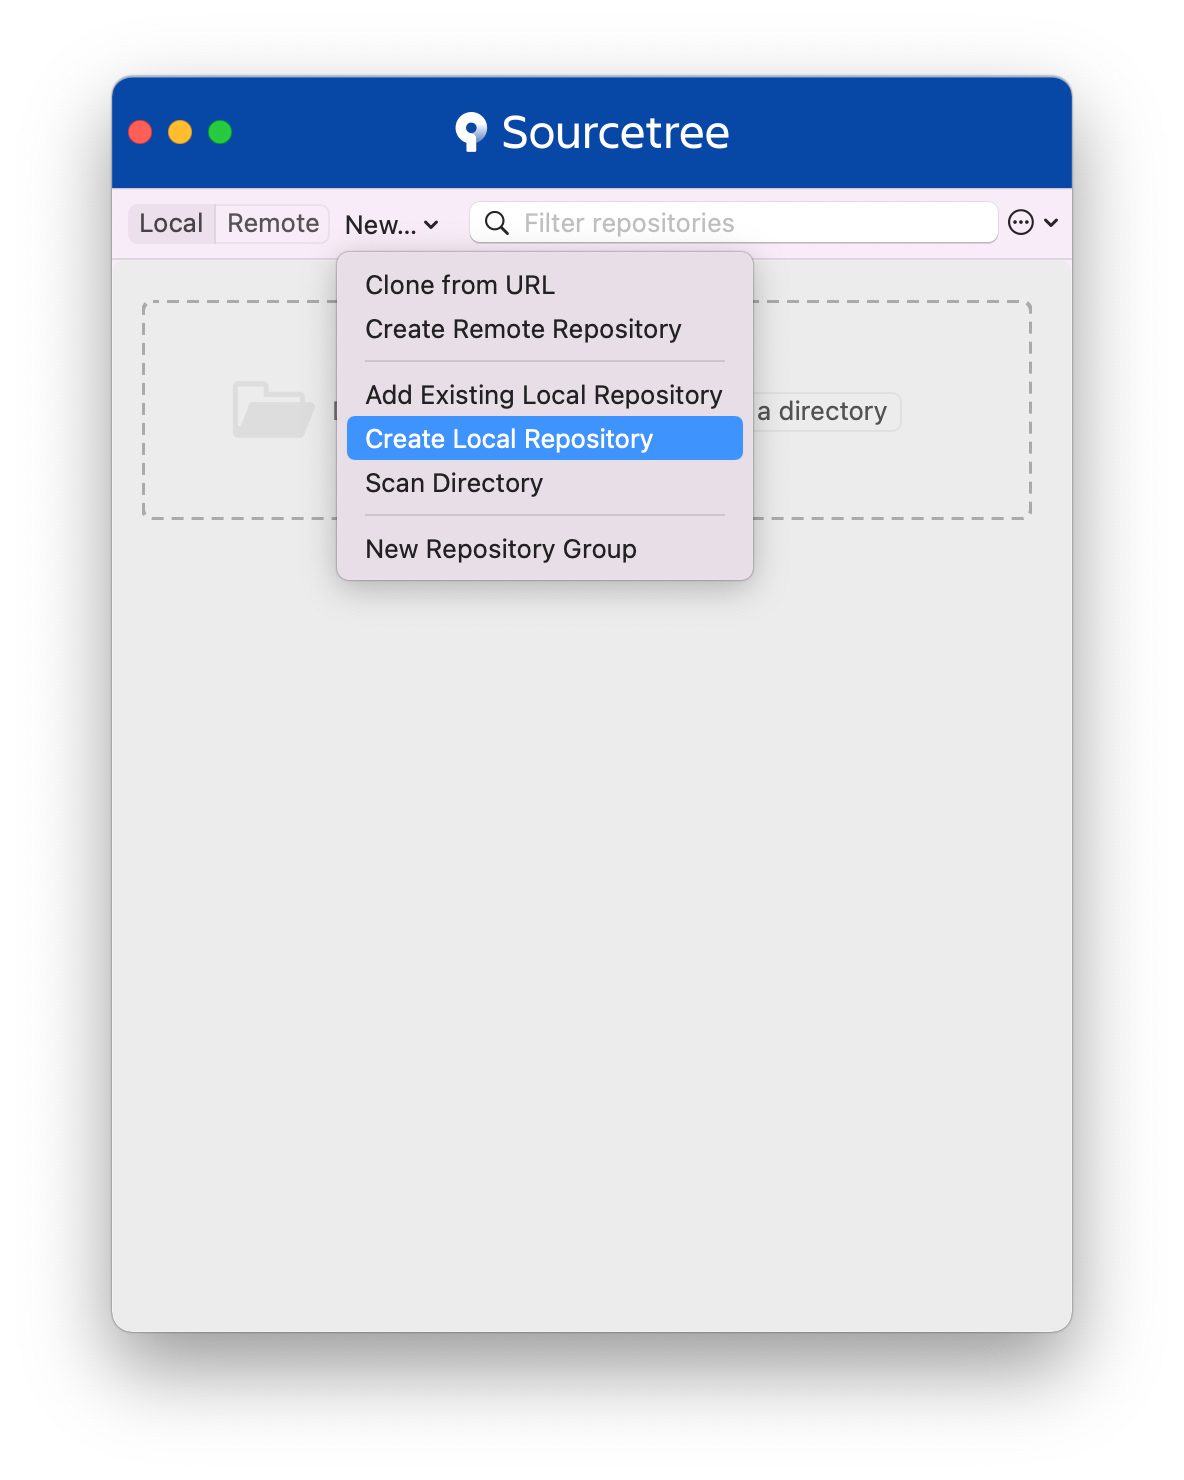 Sourcetree
Local Remote New... Filter repositories
Clone from URL
Create Remote Repository
Add Existing Local Repository
a directory
Create Local Repository
Scan Directory
New Repository Group